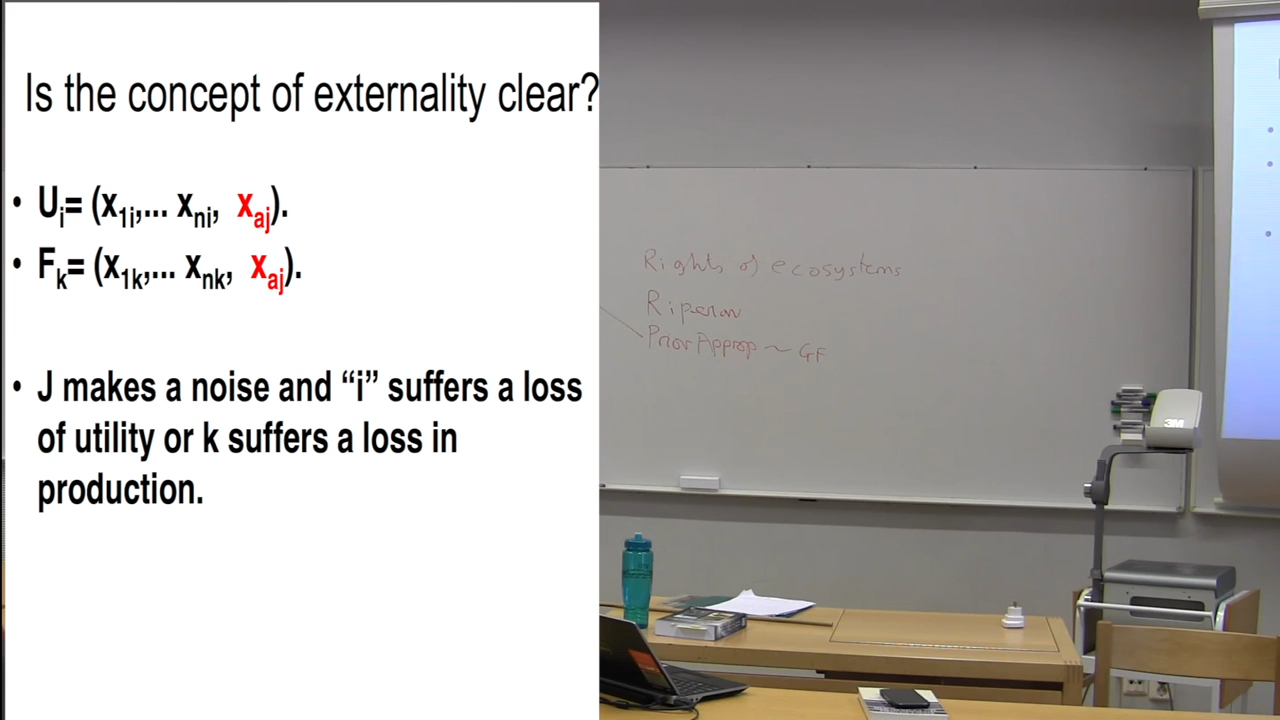 Is the concept of externality clear?
• Ui= (x1i,... xni, xaj).
• Fk= (x1k,... xnk, xaj).
• J makes a noise and “i” suffers a loss
of utility or k suffers a loss in
production.
Rights of ecosystems
Prior Approp ~ GF
3M